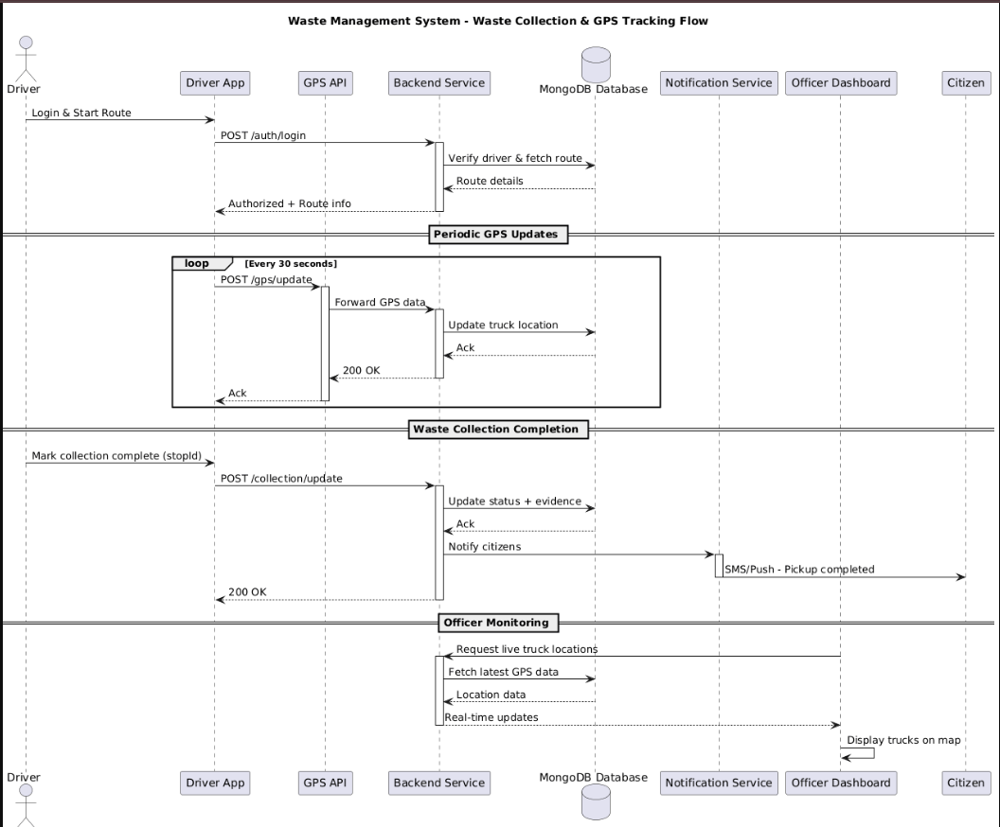 Waste Management System - Waste Collection & GPS Tracking Flow
Driver
Driver App
GPS API
Backend Service
MongoDB Database
Notification Service
Officer Dashboard
Citizen
Login & Start Route
POST /auth/login
Verify driver & fetch route
Route details
Authorized + Route info
Periodic GPS Updates
loop [Every 30 seconds]
POST /gps/update
Forward GPS data
Update truck location
Ack
200 OK
Ack
Waste Collection Completion
Mark collection complete (stopId)
POST /collection/update
Update status + evidence
Ack
Notify citizens
SMS/Push - Pickup completed
200 OK
Officer Monitoring
Request live truck locations
Fetch latest GPS data
Location data
Real-time updates
Display trucks on map
Driver
Driver App
GPS API
Backend Service
MongoDB Database
Notification Service
Officer Dashboard
Citizen